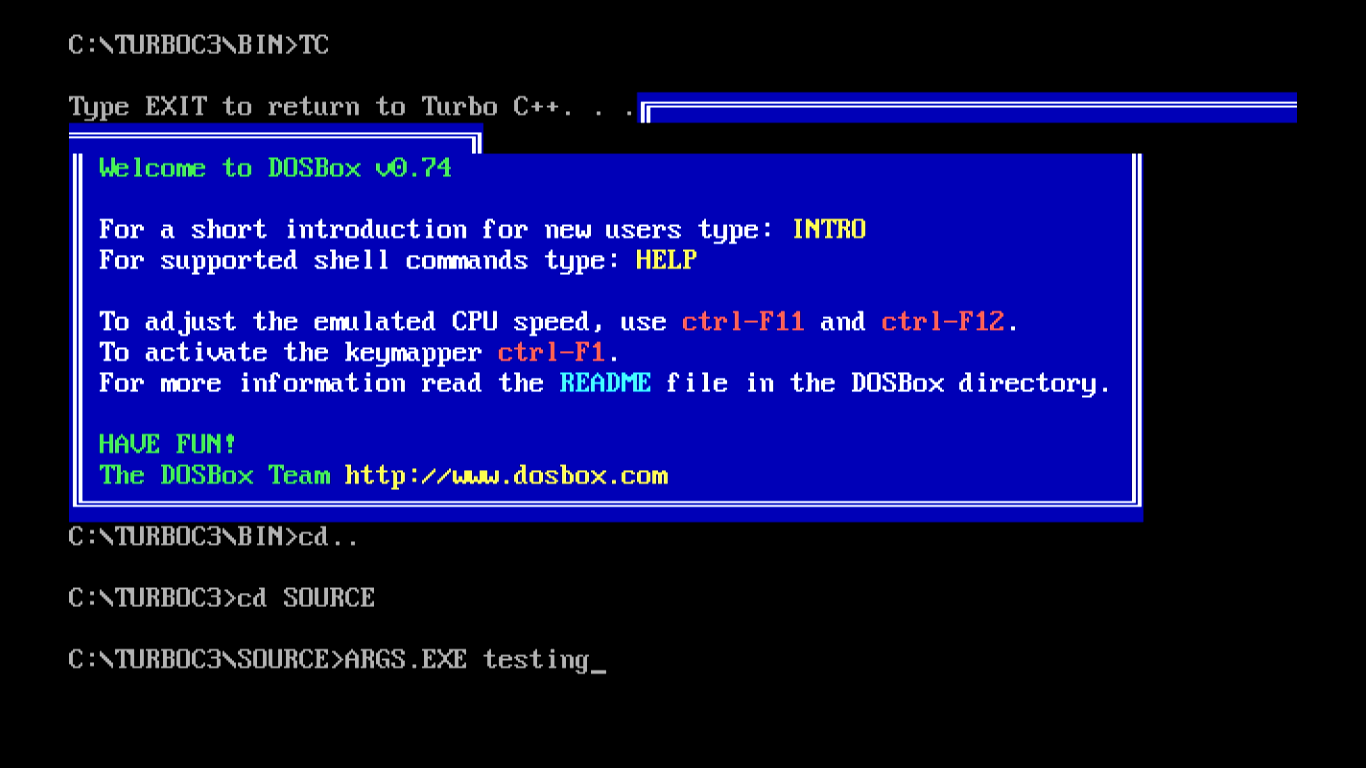 C:\TURBOC3\BIN>TC
Type EXIT to return to Turbo C++. . .
Welcome to DOSBox v0.74
For a short introduction for new users type: INTRO
For supported shell commands type: HELP
To adjust the emulated CPU speed, use ctrl-F11 and ctrl-F12.
To activate the keymapper ctrl-F1.
For more information read the README file in the DOSBox directory.
HAVE FUN!
The DOSBox Team http://www.dosbox.com
C:\TURBOC3\BIN>cd..
C:\TURBOC3>cd SOURCE
C:\TURBOC3\SOURCE>ARGS.EXE testing_